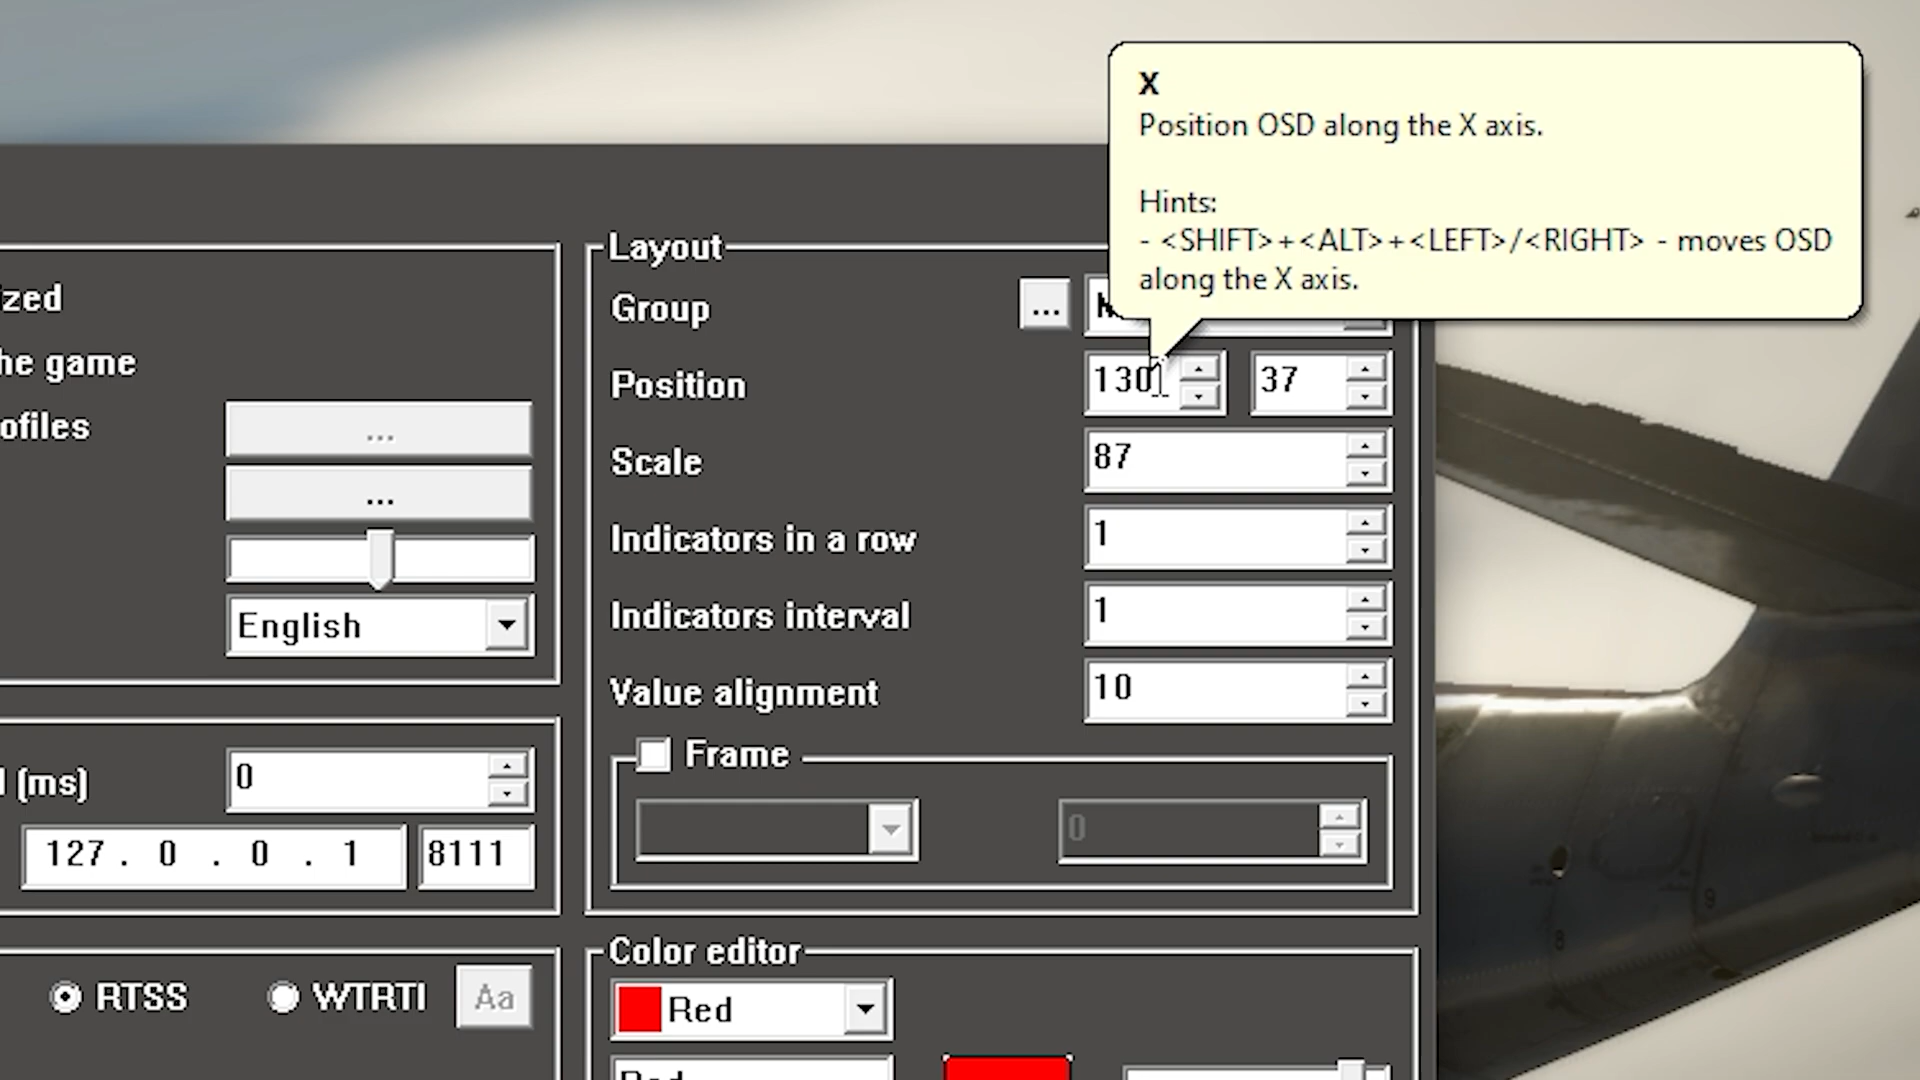 X
Position OSD along the X axis.
Hints:
- <SHIFT>+<ALT>+<LEFT>/<RIGHT> - moves OSD
along the X axis.
zed
he game
ofiles
...
...
English
l (ms)
0
127 . 0 . 0 . 1
8111
RTSS
WTRTI
Aa
Layout
Group
...
Position
130
37
Scale
87
Indicators in a row
1
Indicators interval
1
Value alignment
10
Frame
0
Color editor
Red
Red